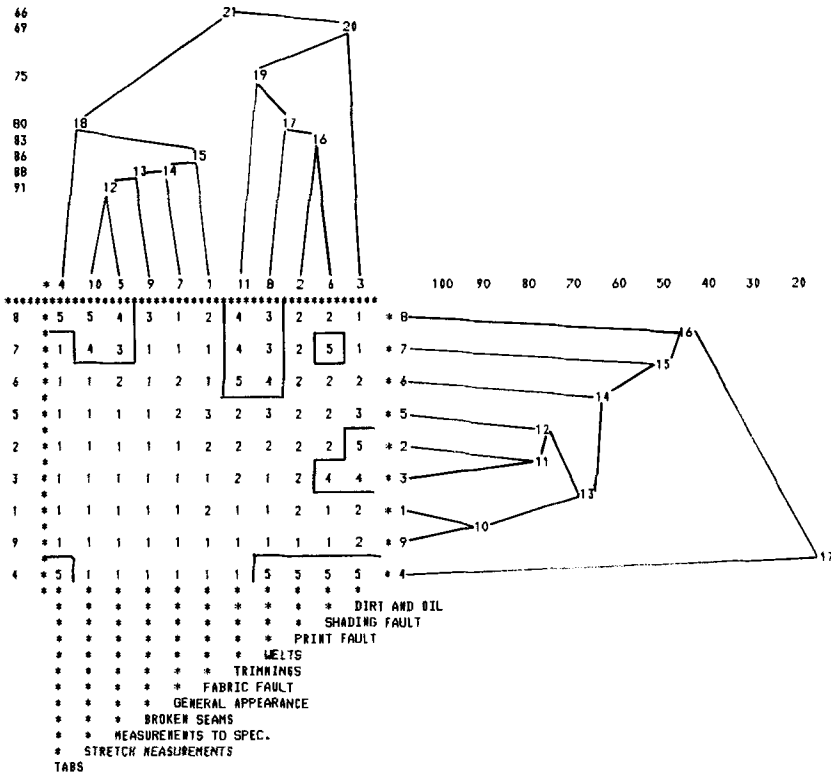 66 21
69 20
75 19
80 18 17
83 16
86 15
88 13 14
91 12
* 4 10 5 9 7 1 11 8 2 6 3 100 90 80 70 60 50 40 30 20
********************************************
8 * 5 5 4 3 1 2 4 3 2 2 1 * 8 16
7 * 1 4 3 1 1 1 4 3 2 5 1 * 7 15
6 * 1 1 2 1 2 1 5 4 2 2 2 * 6 14
5 * 1 1 1 1 2 3 2 3 2 2 3 * 5 12
2 * 1 1 1 1 1 2 2 2 2 2 5 * 2 11
3 * 1 1 1 1 1 1 2 1 2 4 4 * 3 13
1 * 1 1 1 1 1 2 1 1 2 1 2 * 1 10
9 * 1 1 1 1 1 1 1 1 1 1 2 * 9
4 * 5 1 1 1 1 1 1 5 5 5 5 * 4 17
* * * * * * * * * * * *
* * * * * * * * * * DIRT AND OIL
* * * * * * * * * SHADING FAULT
* * * * * * * * PRINT FAULT
* * * * * * * WELTS
* * * * * * TRIMNINGS
* * * * * FABRIC FAULT
* * * * GENERAL APPEARANCE
* * * BROKEN SEAMS
* * MEASUREMENTS TO SPEC.
* STRETCH MEASUREMENTS
TABS